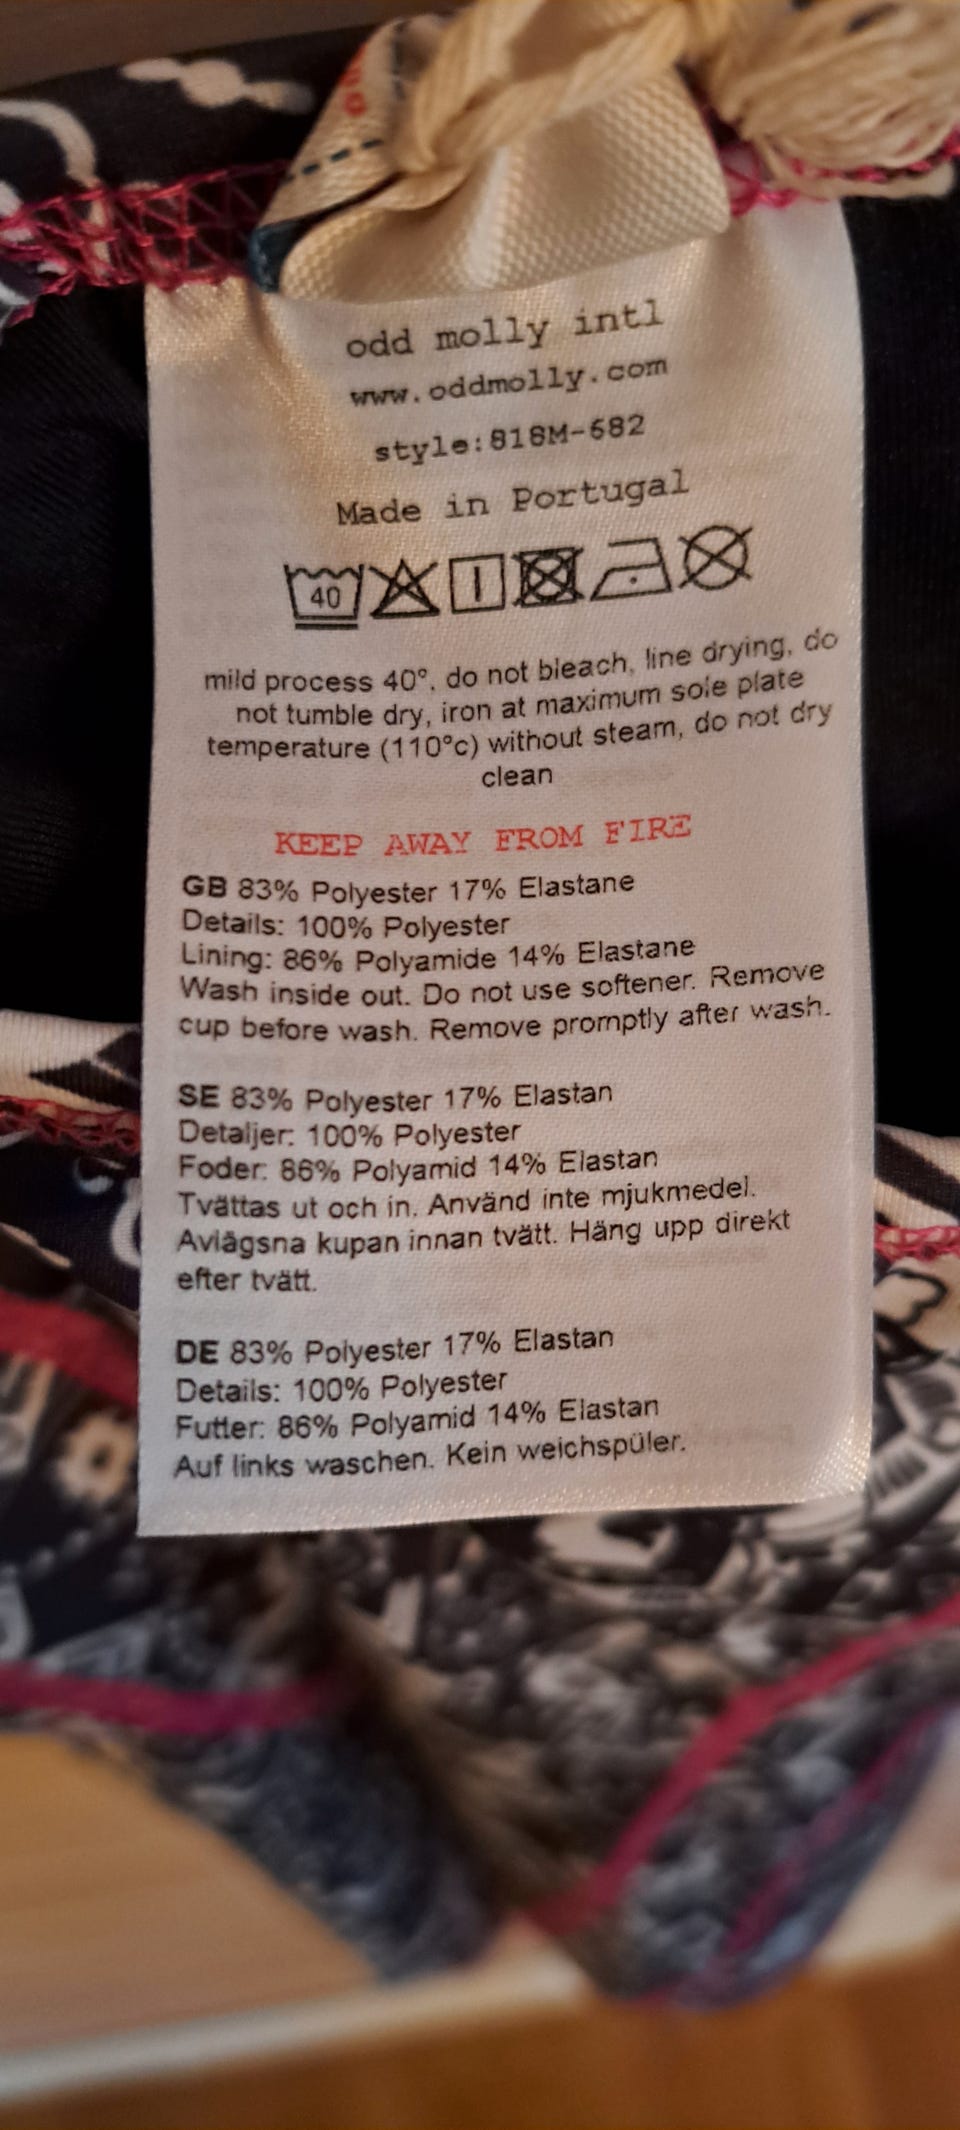 odd molly intl
www.oddmolly.com
style:818M-682
Made in Portugal
40
mild process 40°, do not bleach, line drying, do
not tumble dry, iron at maximum sole plate
temperature (110°c) without steam, do not dry
clean
KEEP AWAY FROM FIRE
GB 83% Polyester 17% Elastane
Details: 100% Polyester
Lining: 86% Polyamide 14% Elastane
Wash inside out. Do not use softener. Remove
cup before wash. Remove promptly after wash.
SE 83% Polyester 17% Elastan
Detaljer: 100% Polyester
Foder: 86% Polyamid 14% Elastan
Tvättas ut och in. Använd inte mjukmedel.
Avlägsna kupan innan tvätt. Häng upp direkt
efter tvätt.
DE 83% Polyester 17% Elastan
Details: 100% Polyester
Futter: 86% Polyamid 14% Elastan
Auf links waschen. Kein weichspüler.